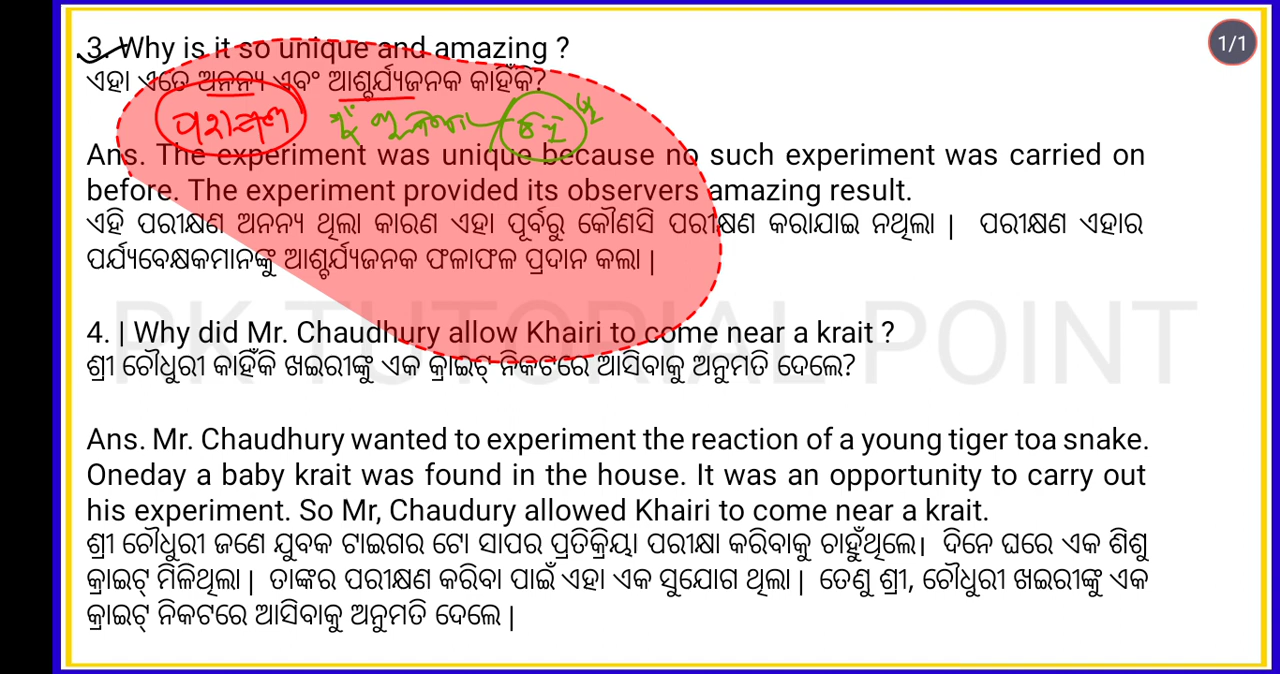 1/1
3. Why is it so unique and amazing ?
ଏହା ଏତେ ଅନନ୍ୟ ଏବଂ ଆଶ୍ଚର୍ଯ୍ୟଜନକ କାହିଁକି?
ପରୀକ୍ଷଣ
Ans. The experiment was unique because no such experiment was carried on
before. The experiment provided its observers amazing result.
ଏହି ପରୀକ୍ଷଣ ଅନନ୍ୟ ଥିଲା କାରଣ ଏହା ପୂର୍ବରୁ କୌଣସି ପରୀକ୍ଷଣ କରାଯାଇ ନଥିଲା | ପରୀକ୍ଷଣ ଏହାର
ପର୍ଯ୍ୟବେକ୍ଷକମାନଙ୍କୁ ଆଶ୍ଚର୍ଯ୍ୟଜନକ ଫଳାଫଳ ପ୍ରଦାନ କଲା |
4. | Why did Mr. Chaudhury allow Khairi to come near a krait ?
ଶ୍ରୀ ଚୌଧୁରୀ କାହିଁକି ଖଇରୀଙ୍କୁ ଏକ କ୍ରାଇଟ୍ ନିକଟରେ ଆସିବାକୁ ଅନୁମତି ଦେଲେ?
Ans. Mr. Chaudhury wanted to experiment the reaction of a young tiger toa snake.
Oneday a baby krait was found in the house. It was an opportunity to carry out
his experiment. So Mr, Chaudury allowed Khairi to come near a krait.
ଶ୍ରୀ ଚୌଧୁରୀ ଜଣେ ଯୁବକ ଟାଇଗର ଟୋ ସାପର ପ୍ରତିକ୍ରିୟା ପରୀକ୍ଷା କରିବାକୁ ଚାହୁଁଥିଲେ। ଦିନେ ଘରେ ଏକ ଶିଶୁ
କ୍ରାଇଟ୍ ମିଳିଥିଲା | ତାଙ୍କର ପରୀକ୍ଷଣ କରିବା ପାଇଁ ଏହା ଏକ ସୁଯୋଗ ଥିଲା | ତେଣୁ ଶ୍ରୀ, ଚୌଧୁରୀ ଖଇରୀଙ୍କୁ ଏକ
କ୍ରାଇଟ୍ ନିକଟରେ ଆସିବାକୁ ଅନୁମତି ଦେଲେ |
PK TUTORIAL POINT